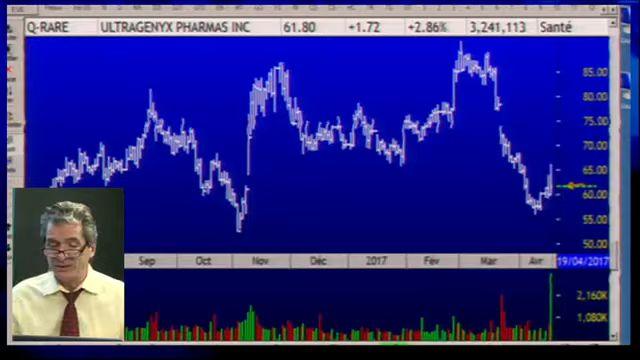 Q-RARE ULTRAGENYX PHARMAS INC 61.80 +1.72 +2.86% 3,241,113 Santé
85.00
80.00
75.00
70.00
65.00
60.00
55.00
50.00
Sep Oct Nov Déc 2017 Fév Mar Avr 19/04/2017
2,160K
1,080K